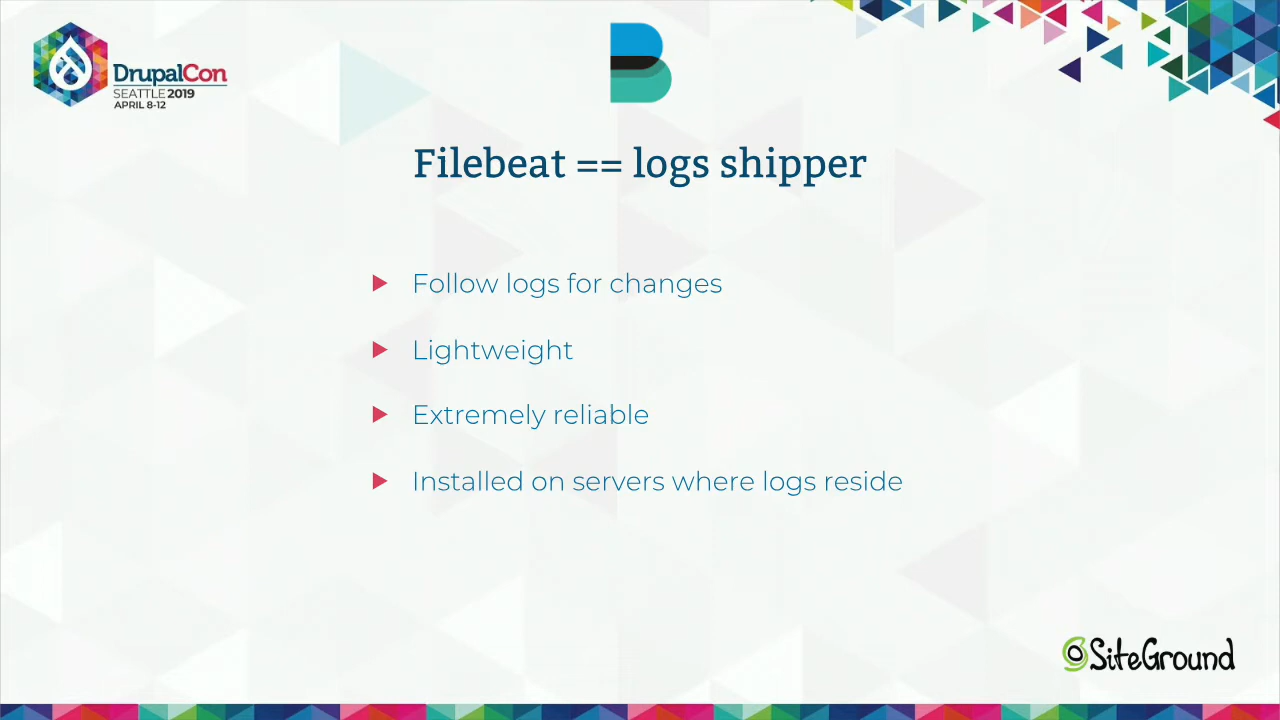 DrupalCon
SEATTLE 2019
APRIL 8-12
Filebeat == logs shipper
Follow logs for changes
Lightweight
Extremely reliable
Installed on servers where logs reside
SiteGround